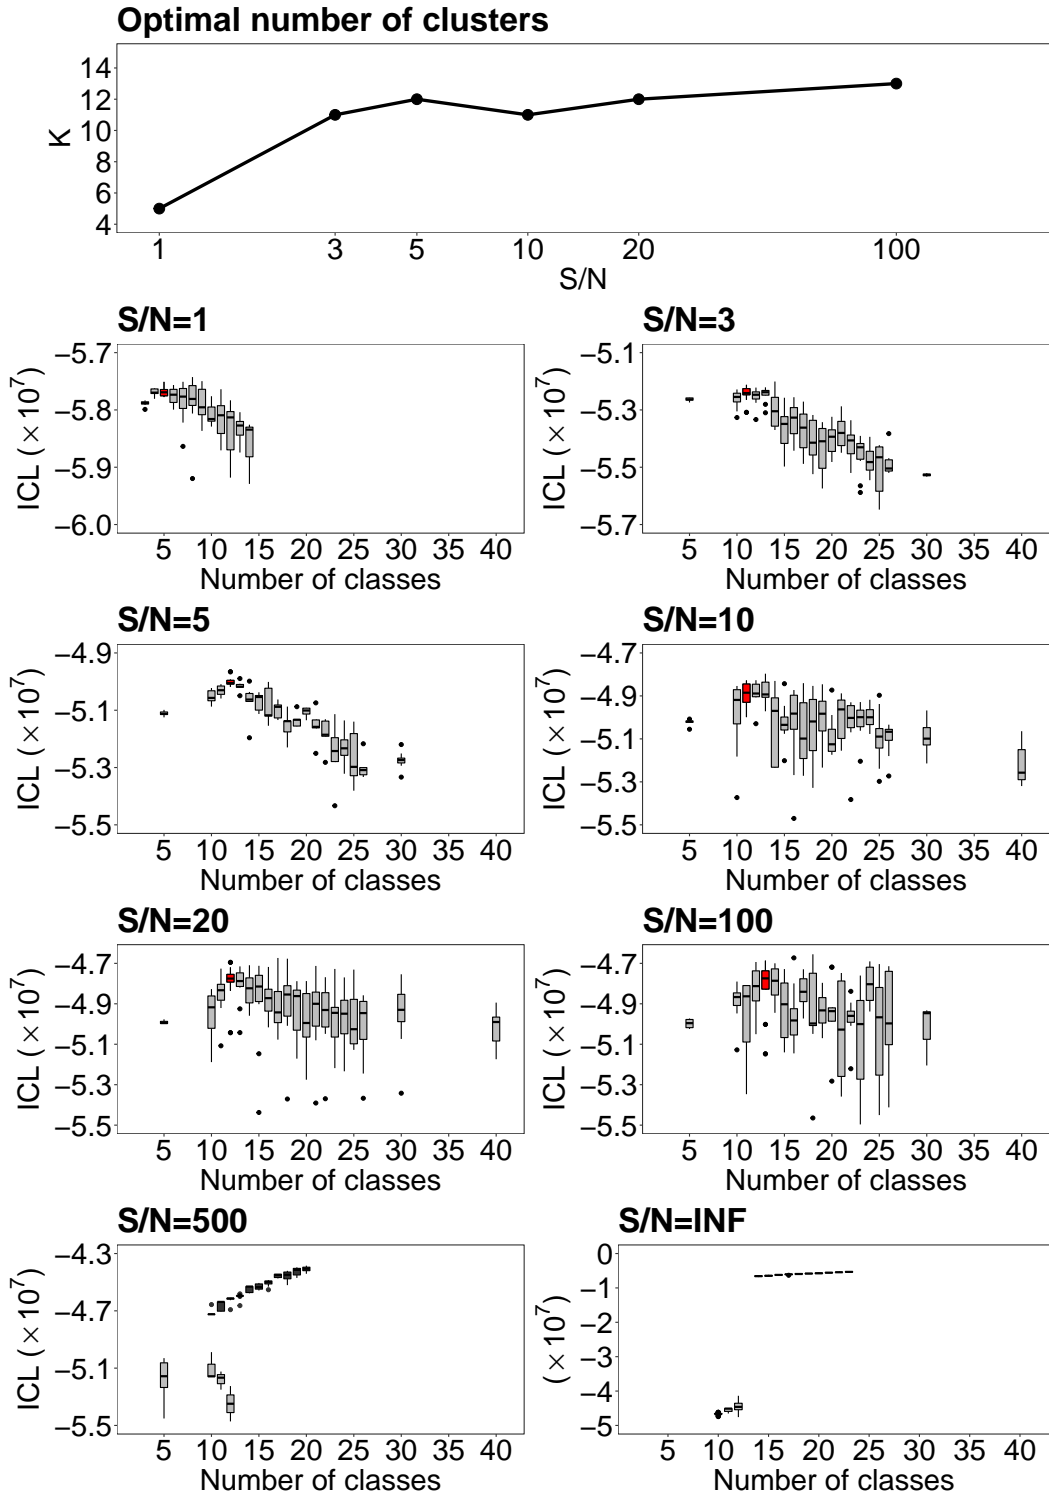 Optimal number of clusters
14
12
10
8
6
4
K
1 3 5 10 20 100
S/N
S/N=1
−5.7
−5.8
−5.9
−6.0
ICL (×10⁷)
5 10 15 20 25 30 35 40
Number of classes
S/N=3
−5.1
−5.3
−5.5
−5.7
ICL (×10⁷)
5 10 15 20 25 30 35 40
Number of classes
S/N=5
−4.9
−5.1
−5.3
−5.5
ICL (×10⁷)
5 10 15 20 25 30 35 40
Number of classes
S/N=10
−4.7
−4.9
−5.1
−5.3
−5.5
ICL (×10⁷)
5 10 15 20 25 30 35 40
Number of classes
S/N=20
−4.7
−4.9
−5.1
−5.3
−5.5
ICL (×10⁷)
5 10 15 20 25 30 35 40
Number of classes
S/N=100
−4.7
−4.9
−5.1
−5.3
−5.5
ICL (×10⁷)
5 10 15 20 25 30 35 40
Number of classes
S/N=500
−4.3
−4.7
−5.1
−5.5
ICL (×10⁷)
5 10 15 20 25 30 35 40
Number of classes
S/N=INF
0
−1
−2
−3
−4
−5
(×10⁷)
5 10 15 20 25 30 35 40
Number of classes